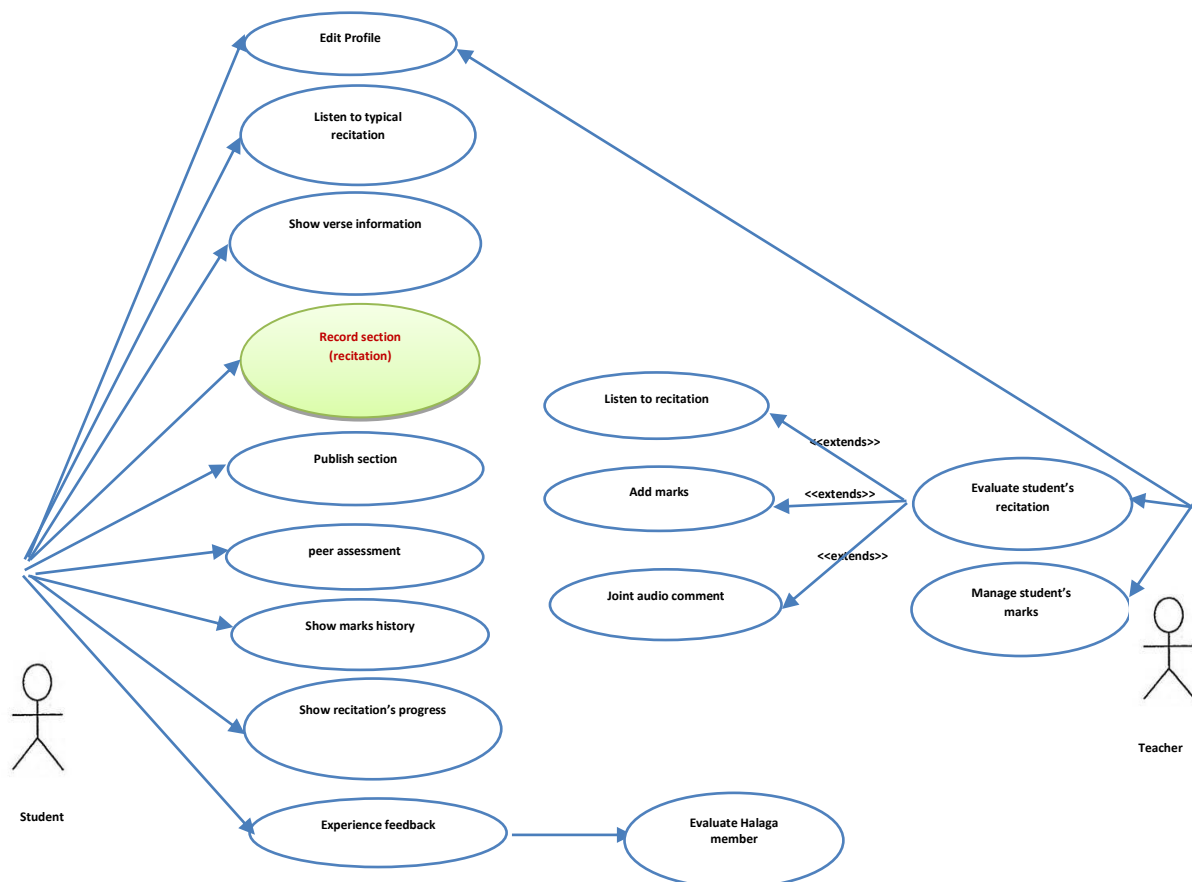 Edit Profile
Listen to typical
recitation
Show verse information
Record section
(recitation)
Listen to recitation
<<extends>>
Publish section
Add marks
<<extends>>
Evaluate student's
recitation
peer assessment
<<extends>>
Joint audio comment
Manage student's
marks
Show marks history
Show recitation's progress
Teacher
Student
Experience feedback
Evaluate Halaga
member